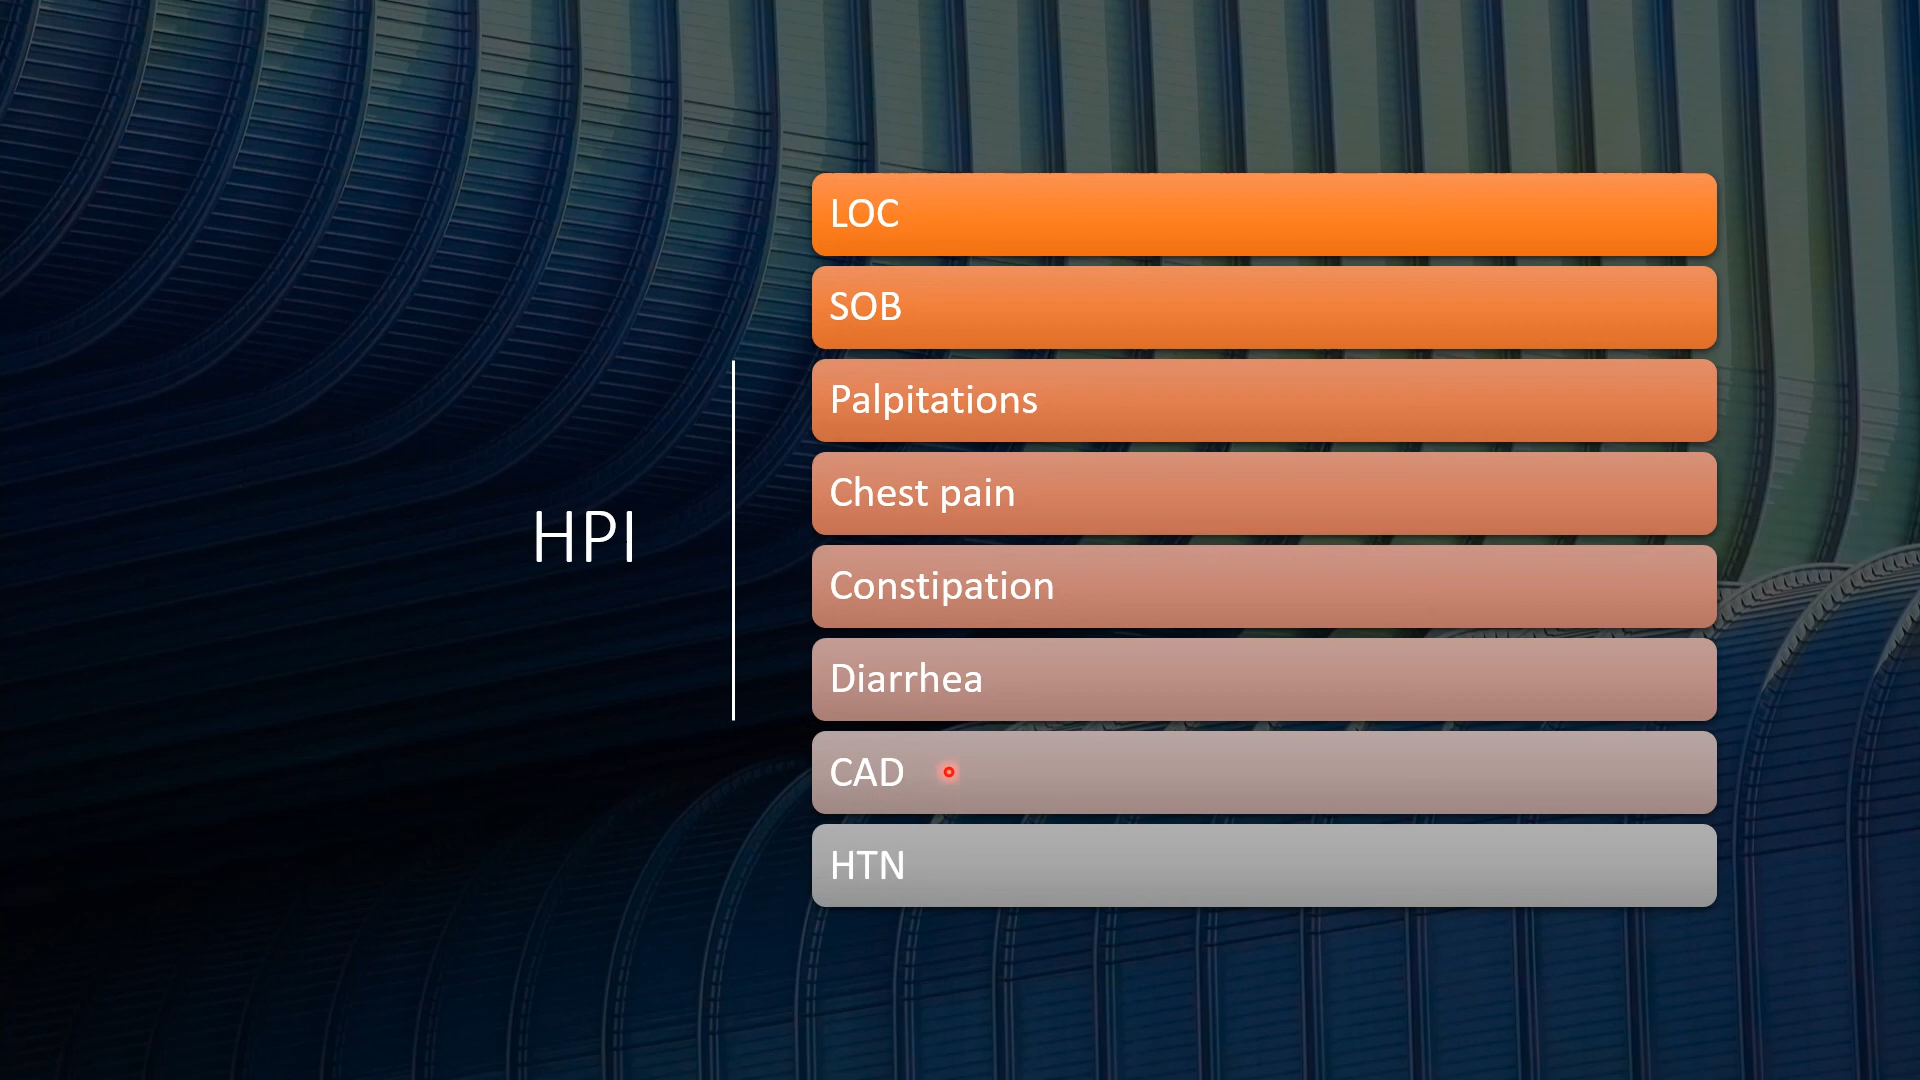 HPI
LOC
SOB
Palpitations
Chest pain
Constipation
Diarrhea
CAD
HTN